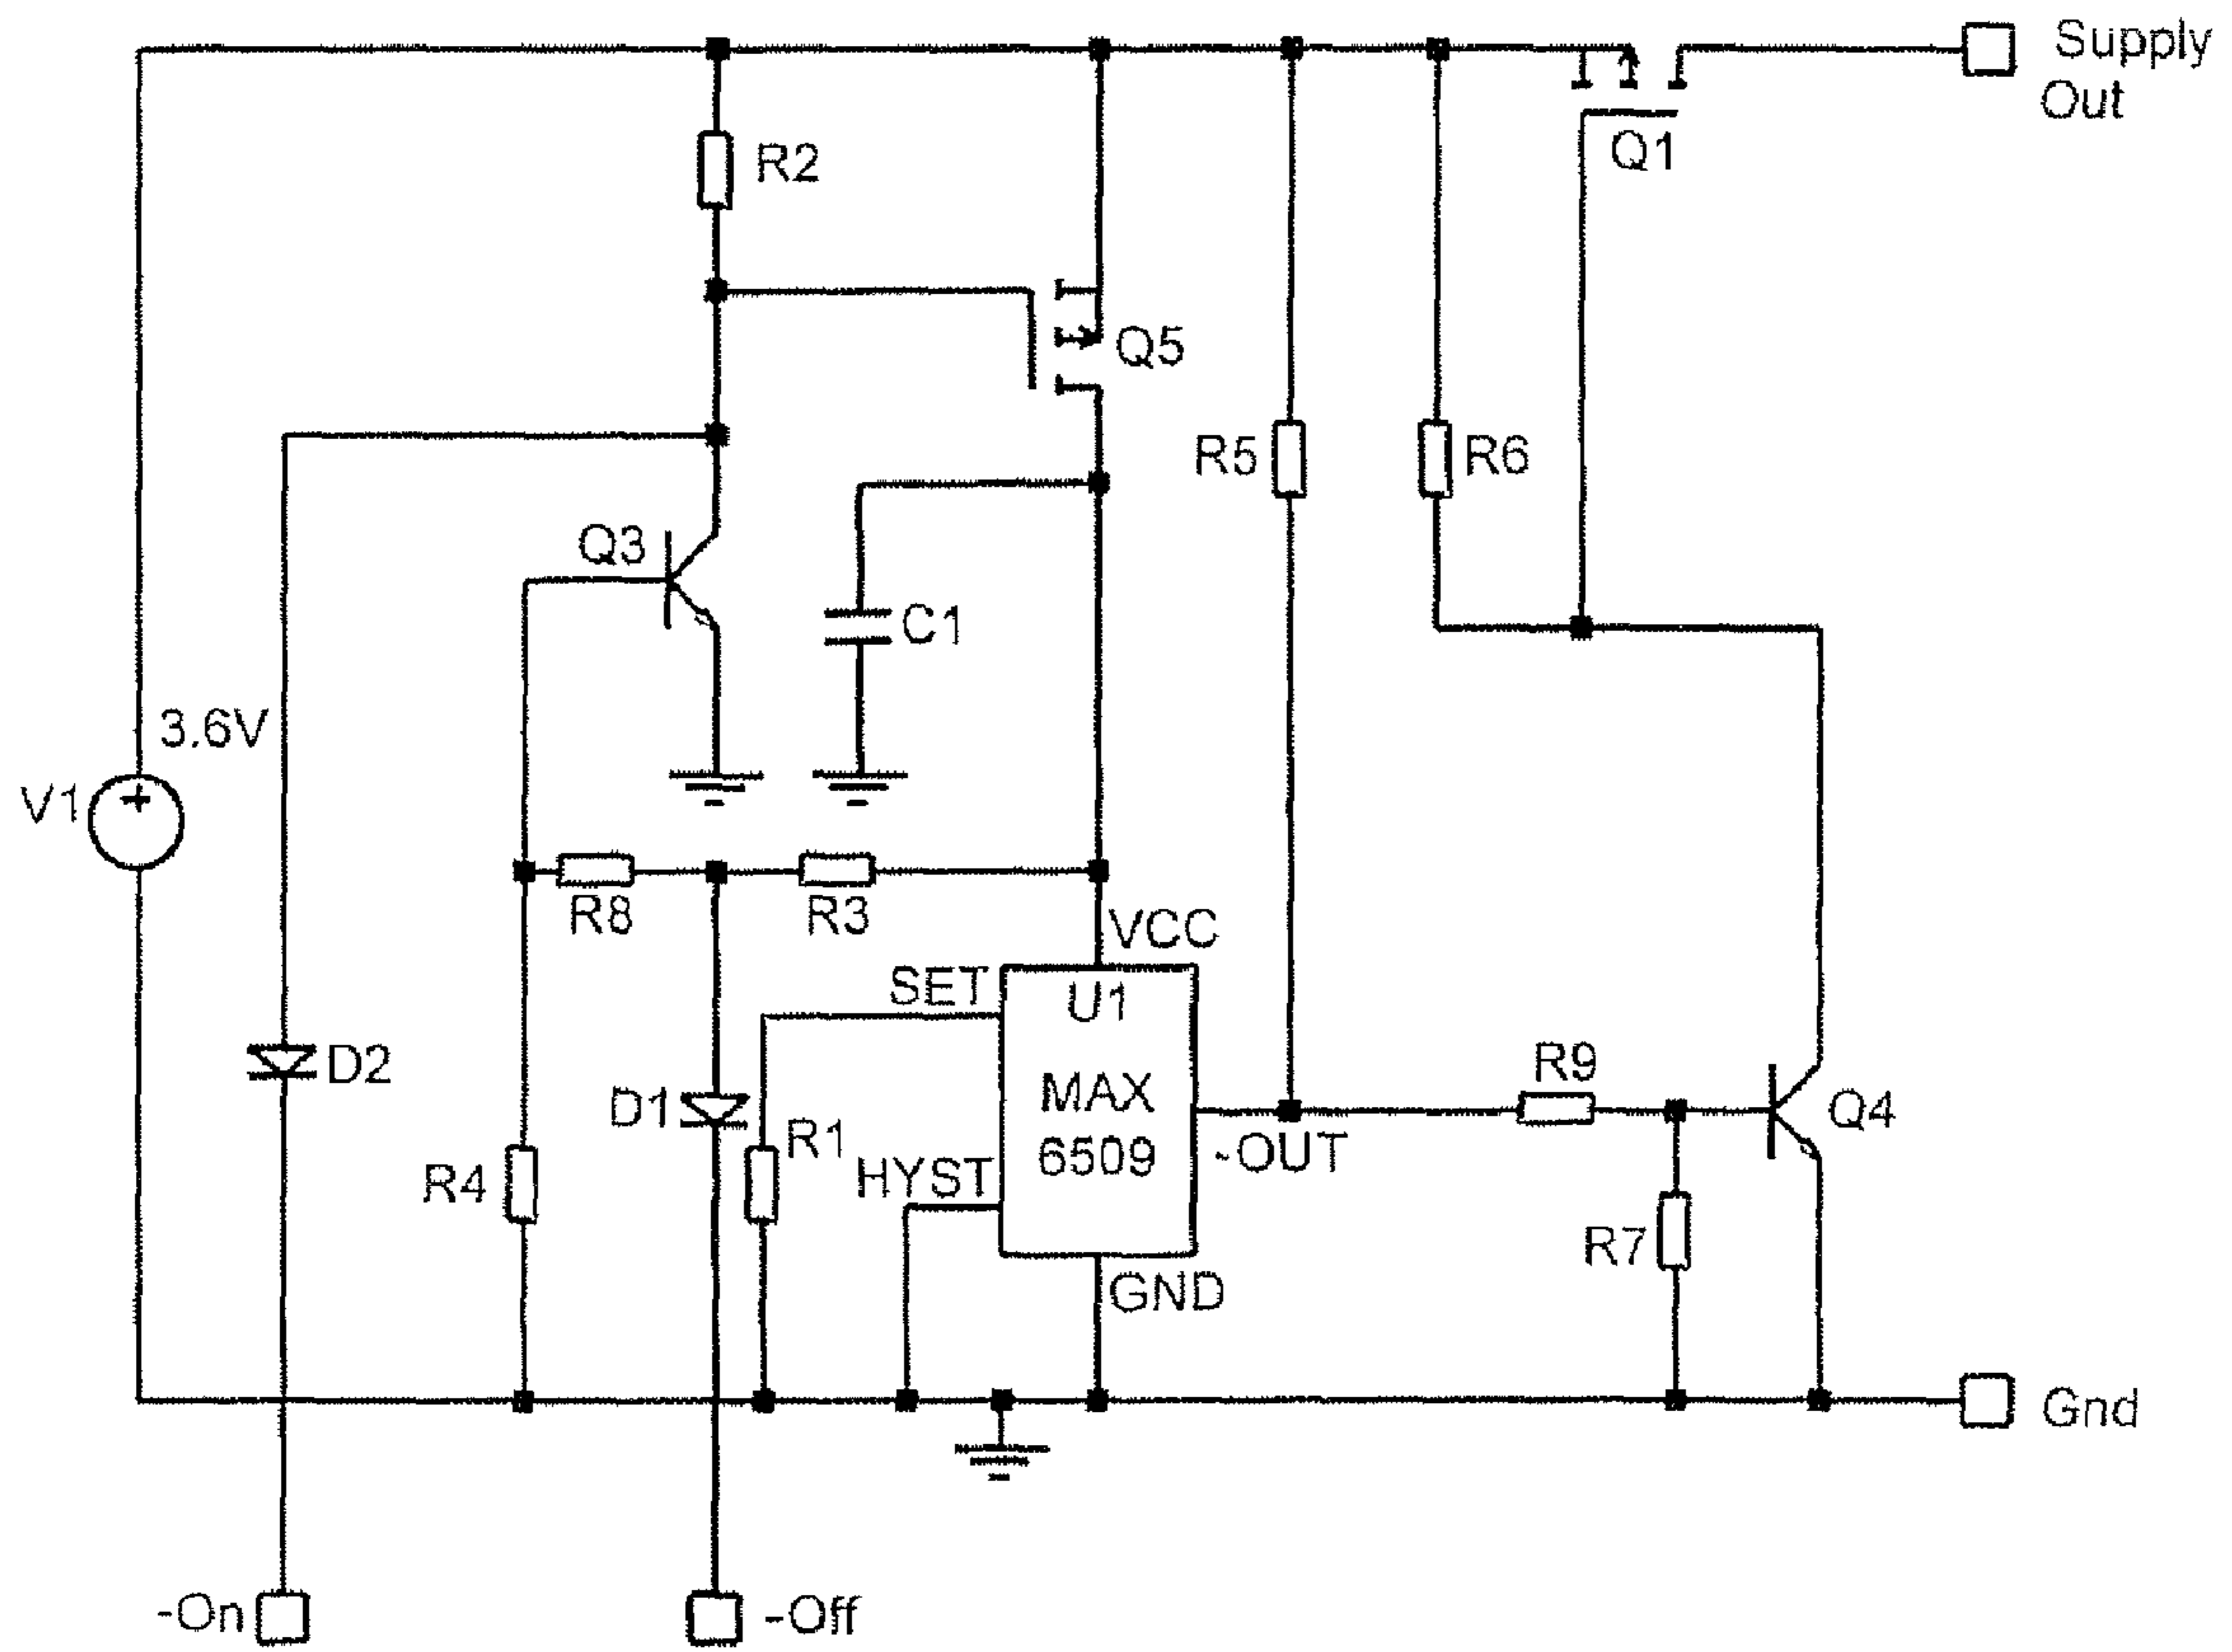 Supply
Out
Q1
R2
Q5
R5
R6
Q3
C1
3.6V
V1
R8
R3
VCC
SET
U1
MAX
6509
R9
D2
D1
R1
Q4
HYST
-OUT
R4
R7
GND
Gnd
-On
-Off